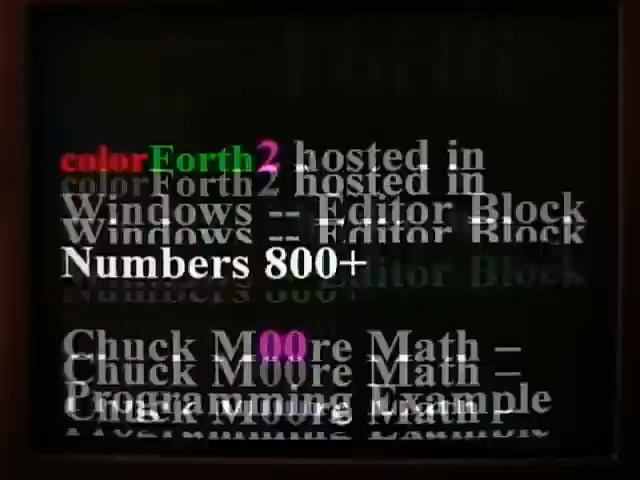 colorForth2 hosted in
Windows -- Editor Block
Numbers 800+
Chuck M00re Math –
Programming Example